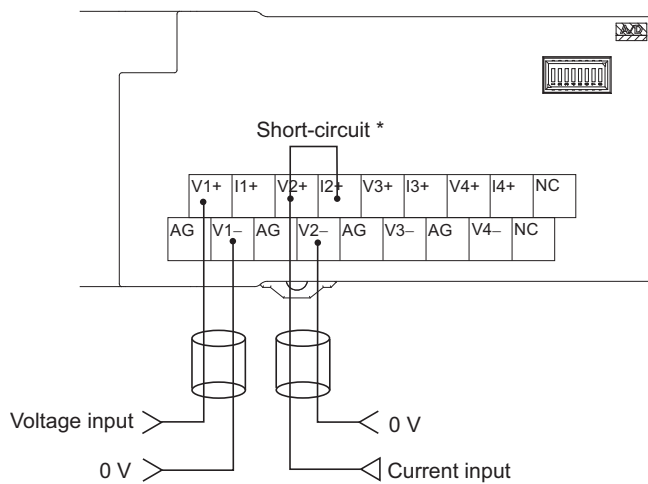 A/D
Short-circuit *
V1+ I1+ V2+ I2+ V3+ I3+ V4+ I4+ NC
AG V1– AG V2– AG V3– AG V4– NC
Voltage input
0 V
0 V
Current input